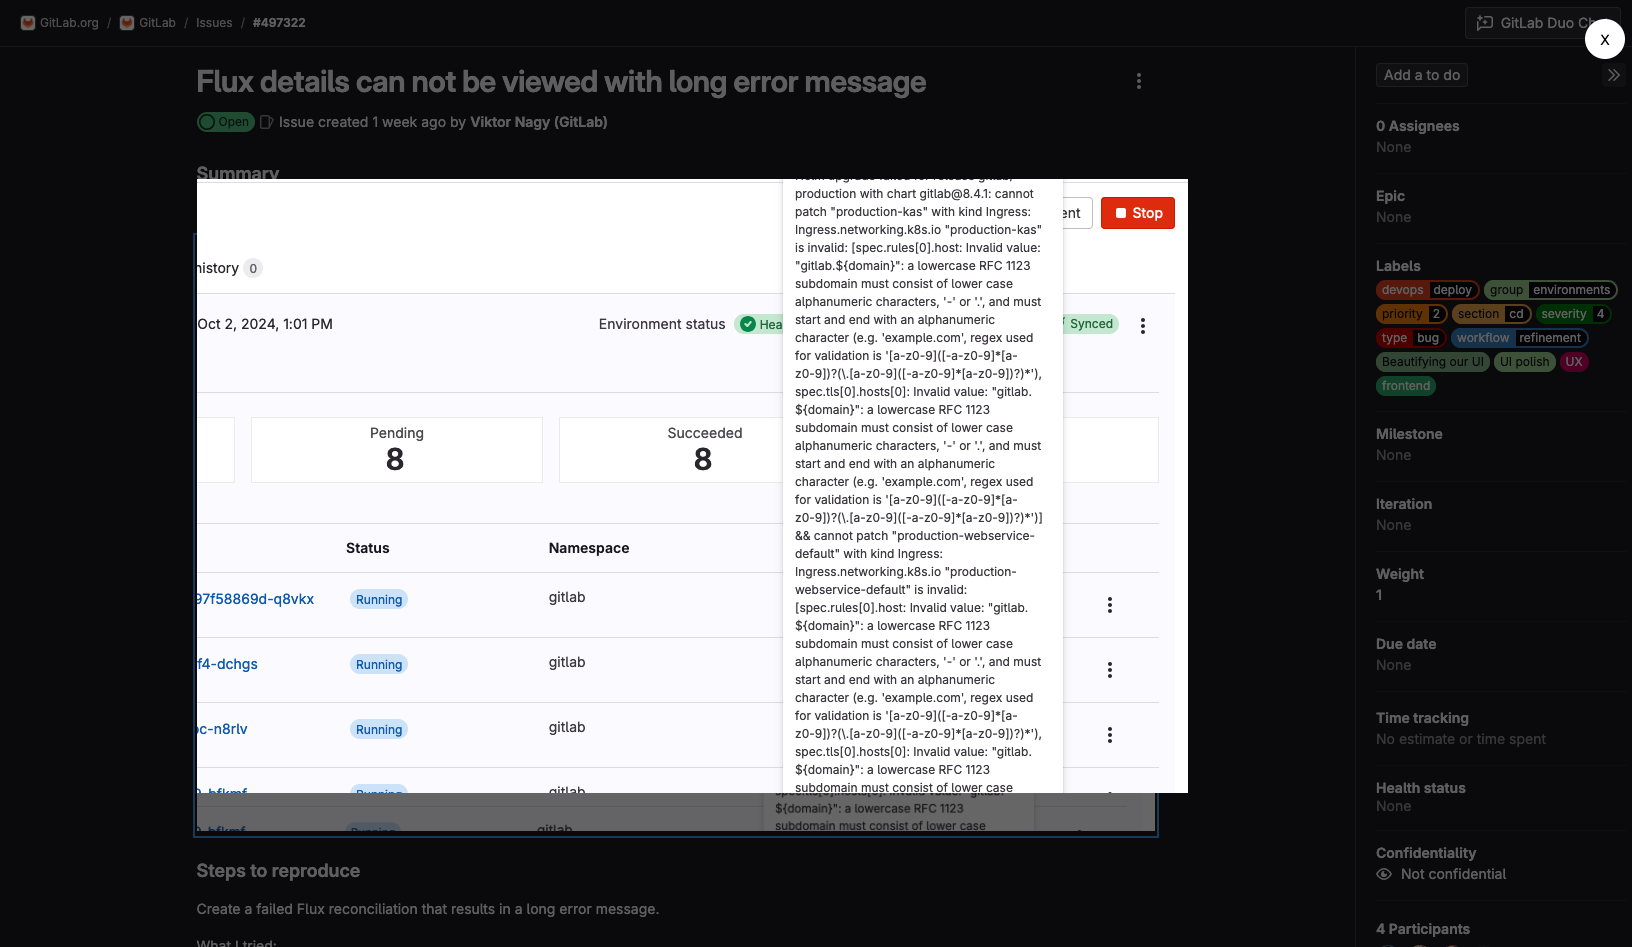 GitLab.org / GitLab / Issues / #497322
GitLab Duo
X
Flux details can not be viewed with long error message
Open Issue created 1 week ago by Viktor Nagy (GitLab)
Summary
production with chart gitlab@8.4.1: cannot
patch "production-kas" with kind Ingress:
Ingress.networking.k8s.io "production-kas"
is invalid: [spec.rules[0].host: Invalid value:
"gitlab.${domain}": a lowercase RFC 1123
subdomain must consist of lower case
alphanumeric characters, '-' or '.', and must
start and end with an alphanumeric
character (e.g. 'example.com', regex used
for validation is '[a-z0-9]([-a-z0-9]*[a-
z0-9])?(\.[a-z0-9]([-a-z0-9]*[a-z0-9])?)*'),
spec.tls[0].hosts[0]: Invalid value: "gitlab.
${domain}": a lowercase RFC 1123
subdomain must consist of lower case
alphanumeric characters, '-' or '.', and must
start and end with an alphanumeric
character (e.g. 'example.com', regex used
for validation is '[a-z0-9]([-a-z0-9]*[a-
z0-9])?(\.[a-z0-9]([-a-z0-9]*[a-z0-9])?)*')]
&& cannot patch "production-webservice-
default" with kind Ingress:
Ingress.networking.k8s.io "production-
webservice-default" is invalid:
[spec.rules[0].host: Invalid value: "gitlab.
${domain}": a lowercase RFC 1123
subdomain must consist of lower case
alphanumeric characters, '-' or '.', and must
start and end with an alphanumeric
character (e.g. 'example.com', regex used
for validation is '[a-z0-9]([-a-z0-9]*[a-
z0-9])?(\.[a-z0-9]([-a-z0-9]*[a-z0-9])?)*'),
spec.tls[0].hosts[0]: Invalid value: "gitlab.
${domain}": a lowercase RFC 1123
subdomain must consist of lower case
ent
Stop
history 0
Oct 2, 2024, 1:01 PM
Environment status Hea
Synced
Pending
8
Succeeded
8
Status Namespace
97f58869d-q8vkx Running gitlab
f4-dchgs Running gitlab
oc-n8rlv Running gitlab
${domain}": a lowercase RFC 1123
subdomain must consist of lower case
Steps to reproduce
Create a failed Flux reconciliation that results in a long error message.
What I tried:
Add a to do
0 Assignees
None
Epic
None
Labels
devops deploy group environments
priority 2 section cd severity 4
type bug workflow refinement
Beautifying our UI UI polish UX
frontend
Milestone
None
Iteration
None
Weight
1
Due date
None
Time tracking
No estimate or time spent
Health status
None
Confidentiality
Not confidential
4 Participants